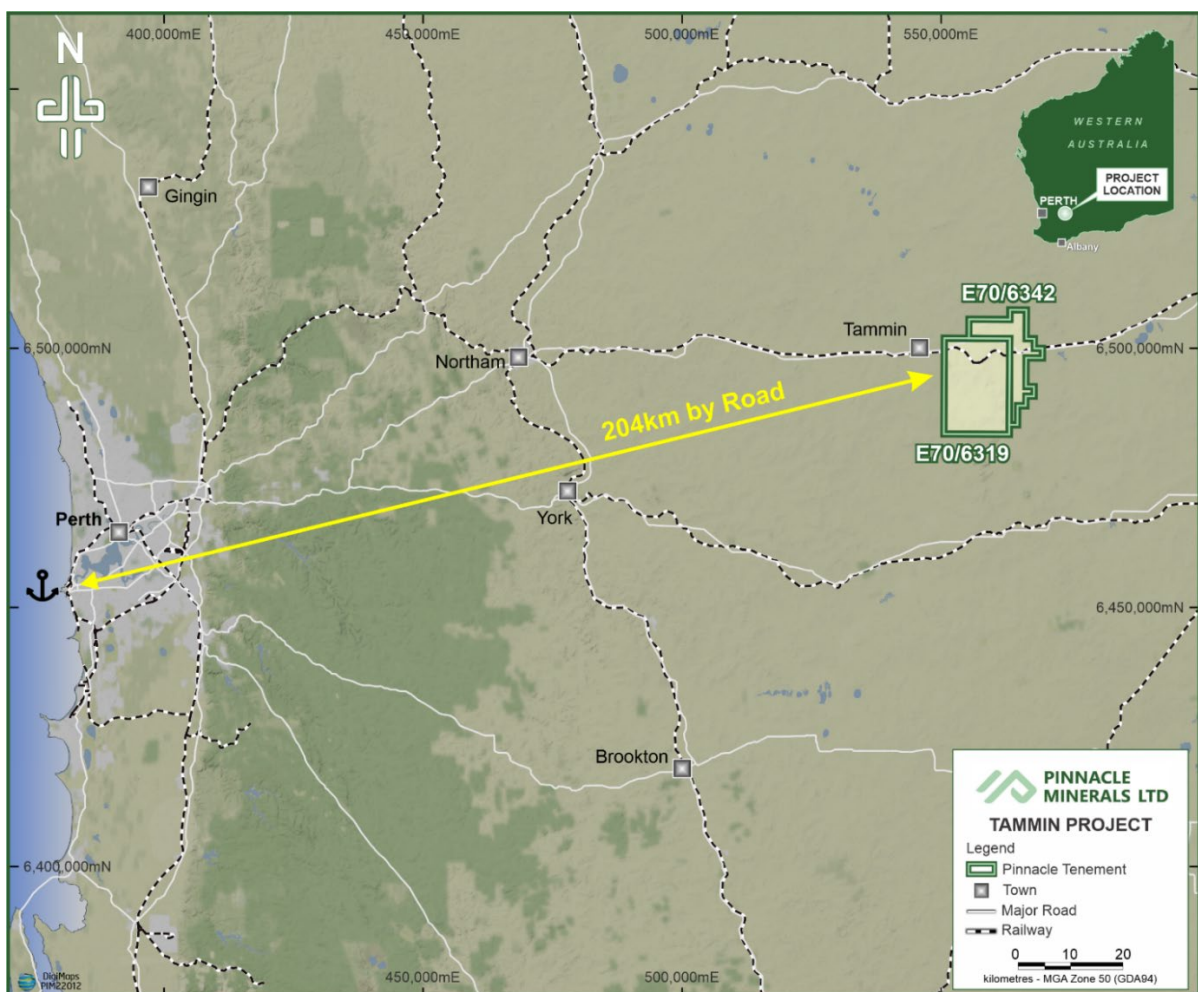 400,000mE
450,000mE
500,000mE
550,000mE
N
WESTERN
AUSTRALIA
PROJECT
LOCATION
PERTH
Albany
Gingin
E70/6342
Tammin
6,500,000mN
Northam
6,500,000mN
204km by Road
E70/6319
York
Perth
6,450,000mN
Brookton
PINNACLE
MINERALS LTD
TAMMIN PROJECT
Legend
Pinnacle Tenement
Town
Major Road
Railway
0 10 20
kilometres - MGA Zone 50 (GDA94)
6,400,000mN
DigiMaps
PIM22012
450,000mE
500,000mE